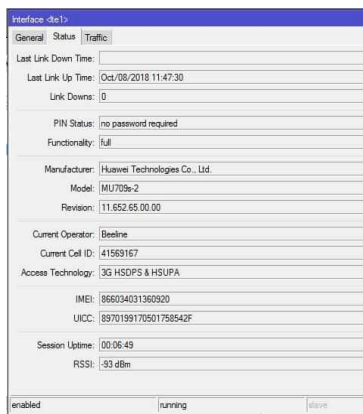 Interface <lte1>
General Status Traffic
Last Link Down Time:
Last Link Up Time: Oct/08/2018 11:47:30
Link Downs: 0
PIN Status: no password required
Functionality: full
Manufacturer: Huawei Technologies Co., Ltd.
Model: MU709s-2
Revision: 11.652.65.00.00
Current Operator: Beeline
Current Cell ID: 41569167
Access Technology: 3G HSDPS & HSUPA
IMEI: 866034031360920
UICC: 8970199170501758542F
Session Uptime: 00:06:49
RSSI: -93 dBm
enabled running slave